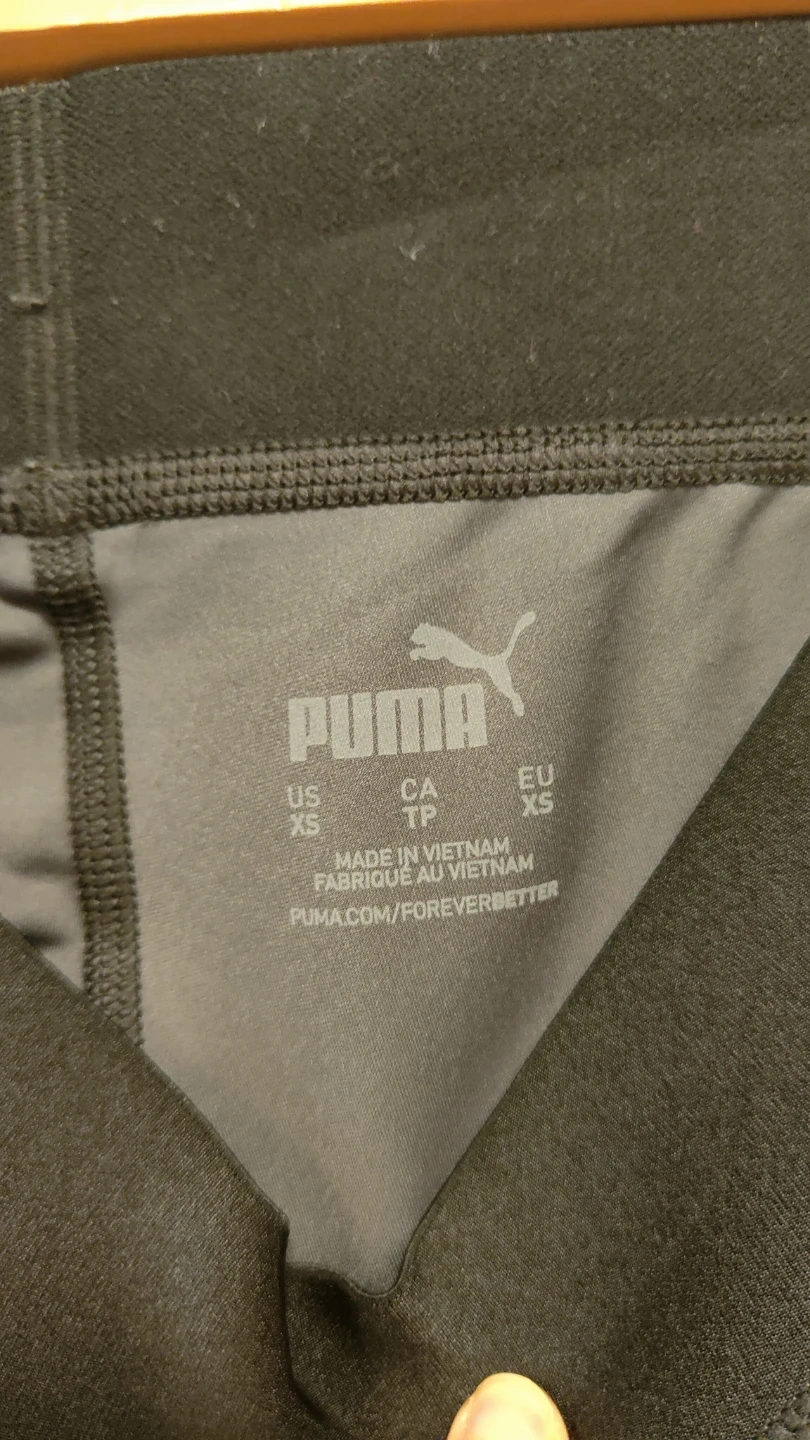 PUMA
US CA EU
XS TP XS
MADE IN VIETNAM
FABRIQUÉ AU VIETNAM
PUMA.COM/FOREVERBETTER